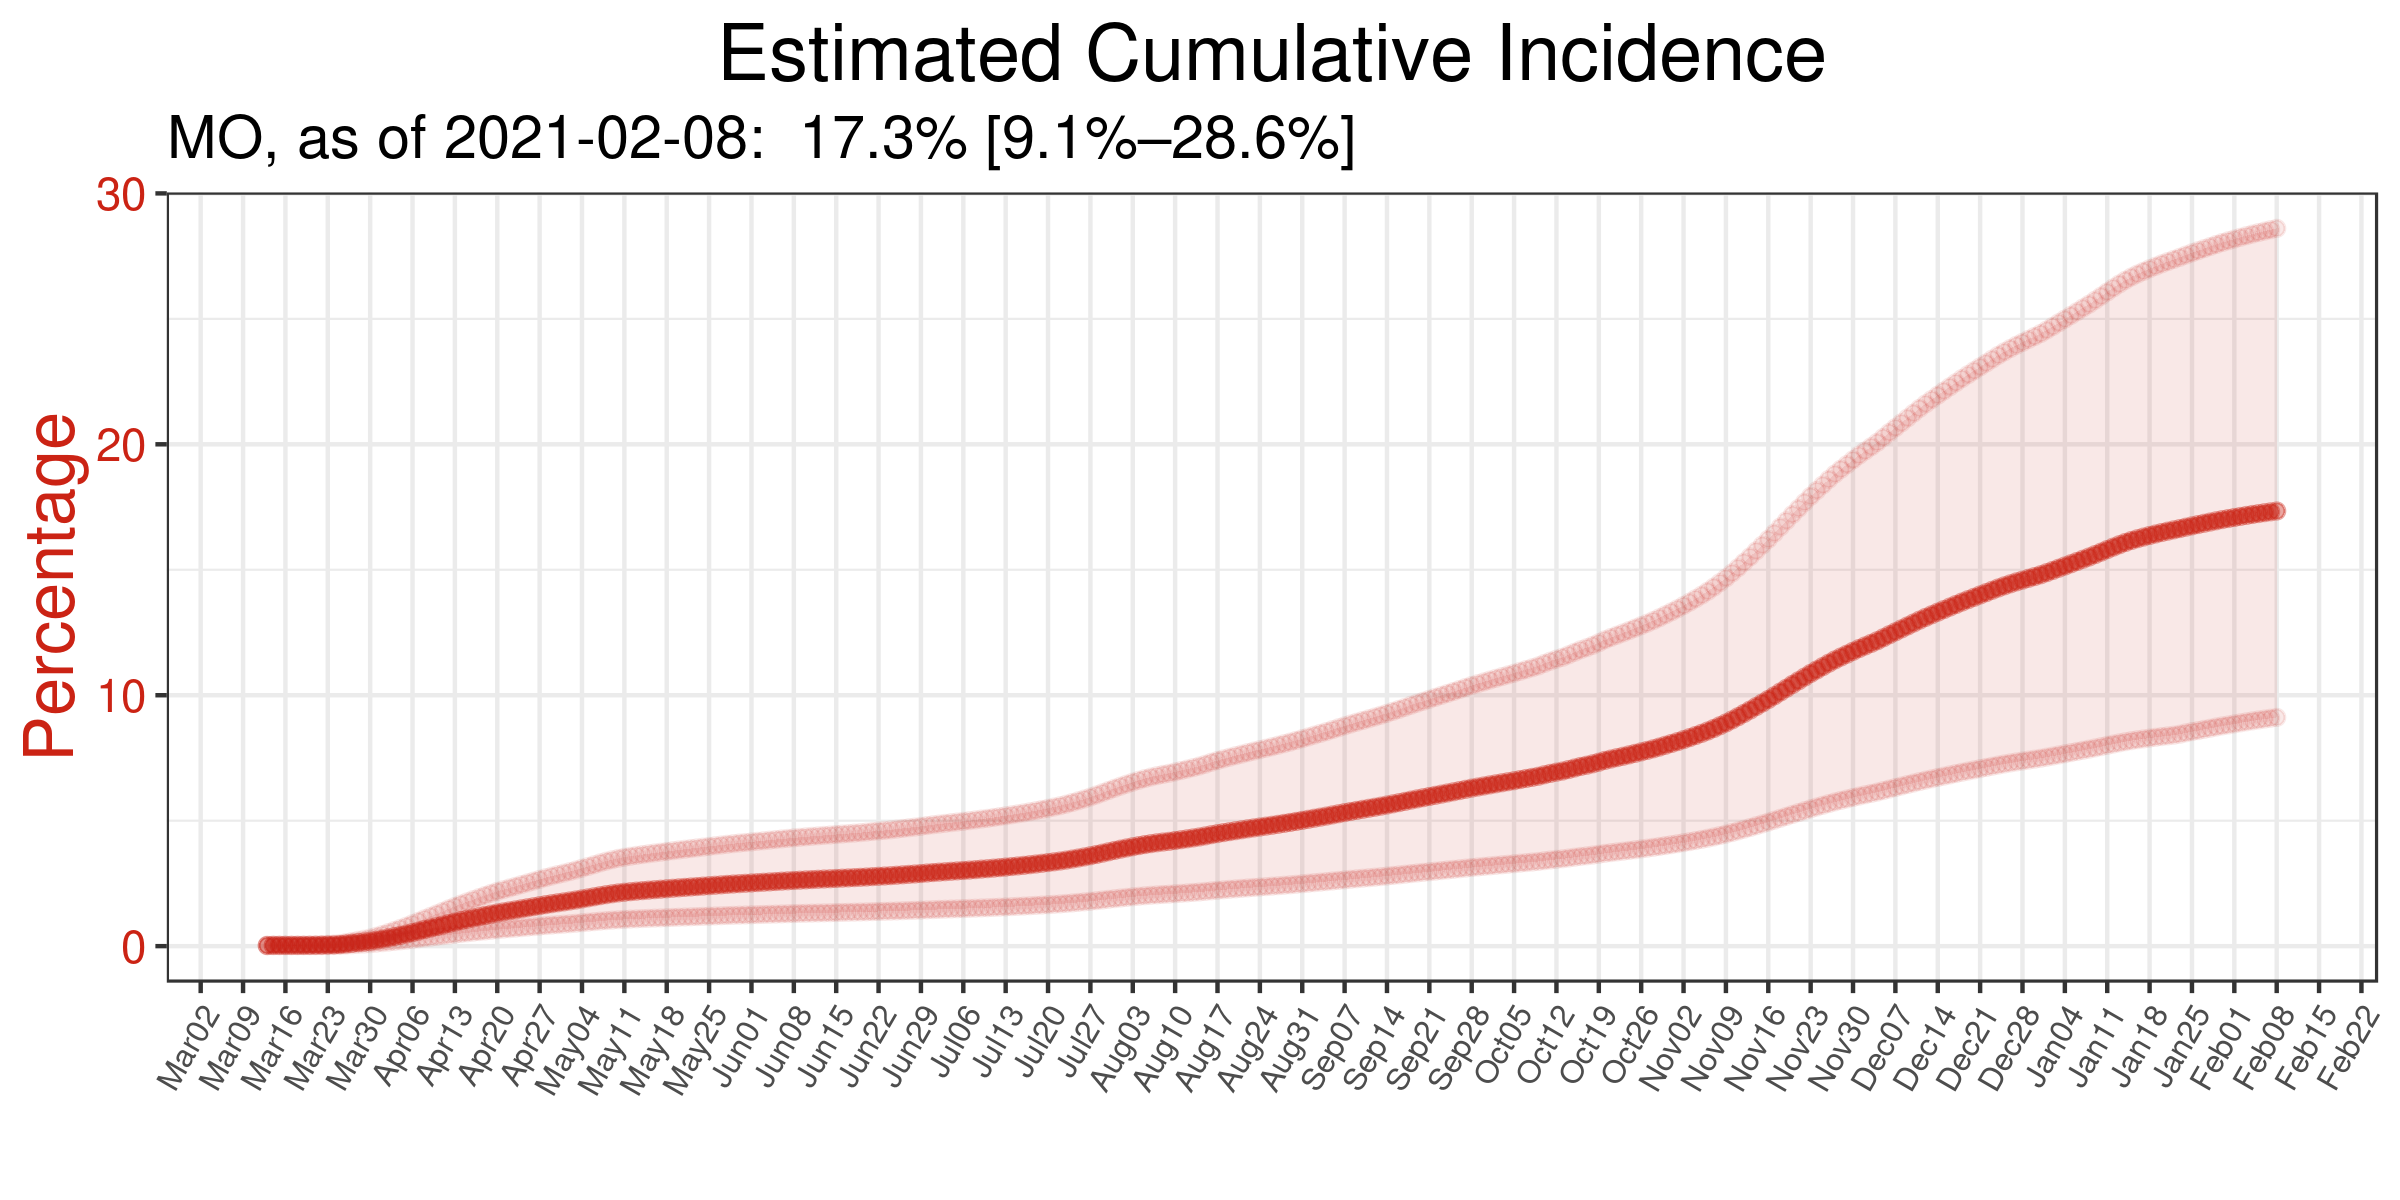 Estimated Cumulative Incidence
MO, as of 2021-02-08:  17.3% [9.1%–28.6%]
Percentage
30
20
10
0
Mar02
Mar09
Mar16
Mar23
Mar30
Apr06
Apr13
Apr20
Apr27
May04
May11
May18
May25
Jun01
Jun08
Jun15
Jun22
Jun29
Jul06
Jul13
Jul20
Jul27
Aug03
Aug10
Aug17
Aug24
Aug31
Sep07
Sep14
Sep21
Sep28
Oct05
Oct12
Oct19
Oct26
Nov02
Nov09
Nov16
Nov23
Nov30
Dec07
Dec14
Dec21
Dec28
Jan04
Jan11
Jan18
Jan25
Feb01
Feb08
Feb15
Feb22